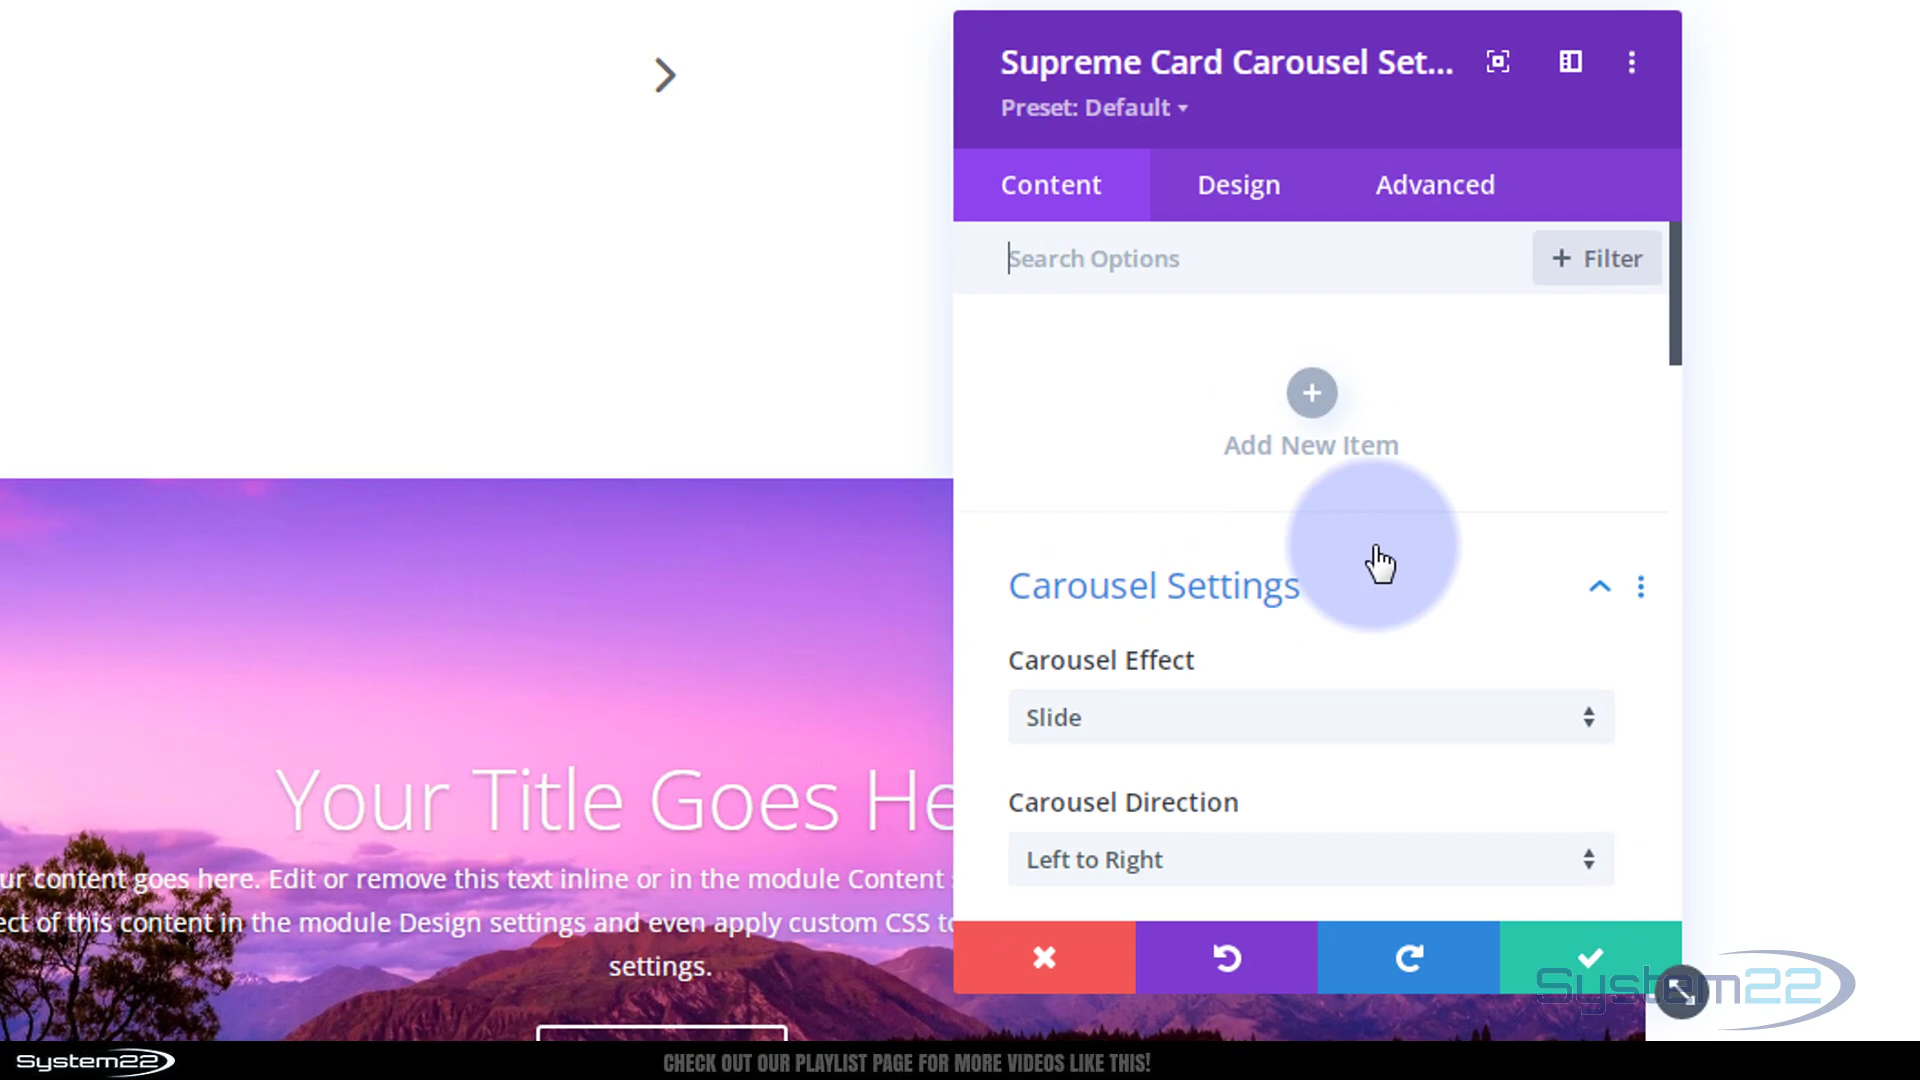 Supreme Card Carousel Set...
Preset: Default
Content
Design
Advanced
Search Options
+ Filter
Add New Item
Carousel Settings
Carousel Effect
Slide
Carousel Direction
Left to Right
Your Title Goes He
ur content goes here. Edit or remove this text inline or in the module Content
ect of this content in the module Design settings and even apply custom CSS to
settings.
System22
System22
CHECK OUT OUR PLAYLIST PAGE FOR MORE VIDEOS LIKE THIS!